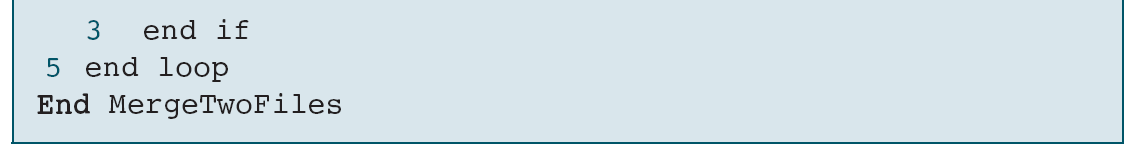 3 end if
5 end loop
End MergeTwoFiles